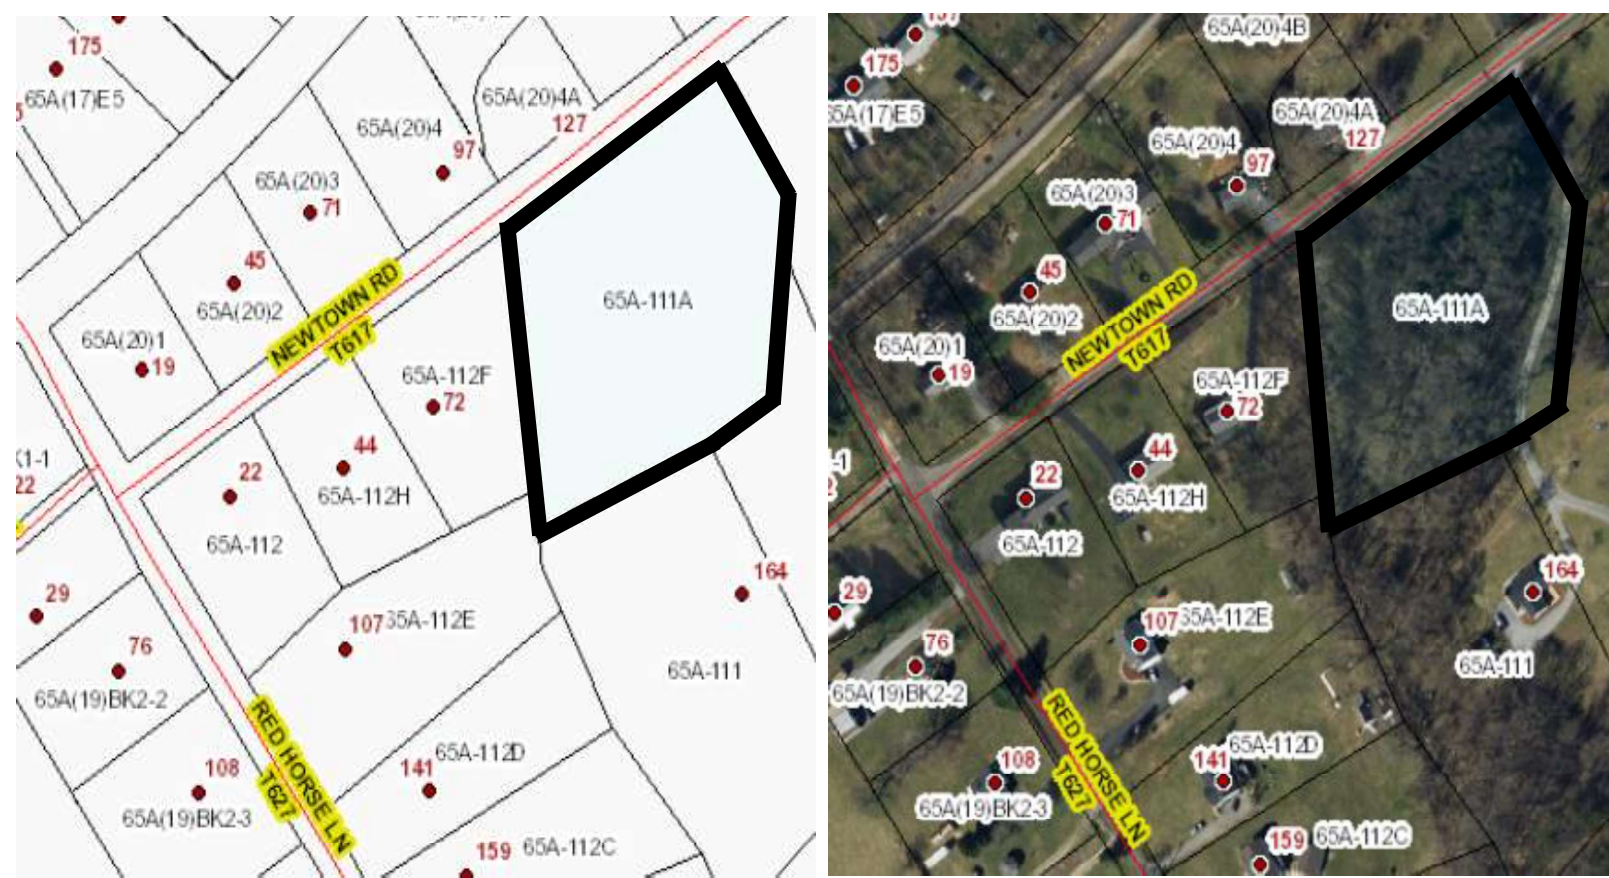 175
65A(17)E5
65A(20)4A
127
65A(20)4
97
65A(20)3
71
45
65A(20)2
NEWTOWN RD
T617
65A(20)1
19
65A-111A
65A-112F
72
44
65A-112H
22
65A-112
22
29
164
107
65A-112E
76
65A(19)BK2-2
65A-111
RED HORSE LN
T627
65A-112D
141
108
65A(19)BK2-3
159
65A-112C
65A(20)4B
175
65A(17)E5
65A(20)4A
127
65A(20)4
97
65A(20)3
71
45
65A(20)2
NEWTOWN RD
T617
65A(20)1
19
65A-111A
65A-112F
72
44
65A-112H
22
65A-112
29
164
107
65A-112E
76
65A(19)BK2-2
65A-111
RED HORSE LN
T627
65A-112D
141
108
65A(19)BK2-3
159
65A-112C